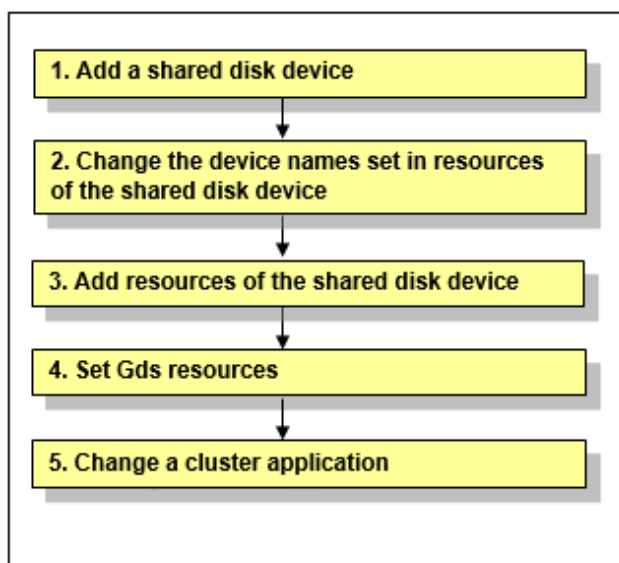 1. Add a shared disk device
2. Change the device names set in resources
of the shared disk device
3. Add resources of the shared disk device
4. Set Gds resources
5. Change a cluster application